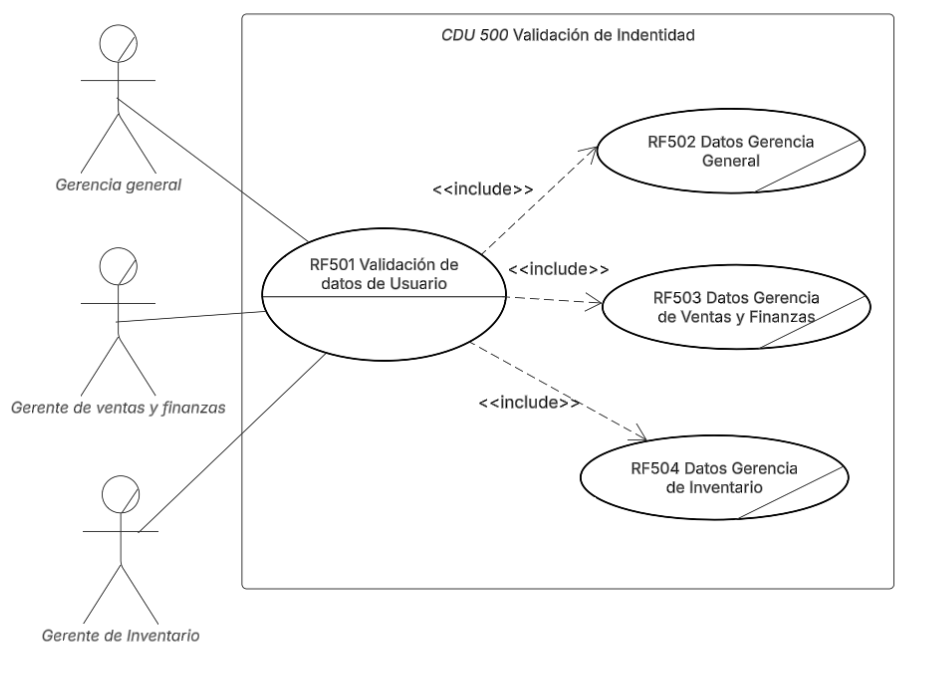 CDU 500 Validación de Indentidad
Gerencia general
Gerente de ventas y finanzas
Gerente de Inventario
RF501 Validación de
datos de Usuario
<<include>>
<<include>>
<<include>>
RF502 Datos Gerencia
General
RF503 Datos Gerencia
de Ventas y Finanzas
RF504 Datos Gerencia
de Inventario